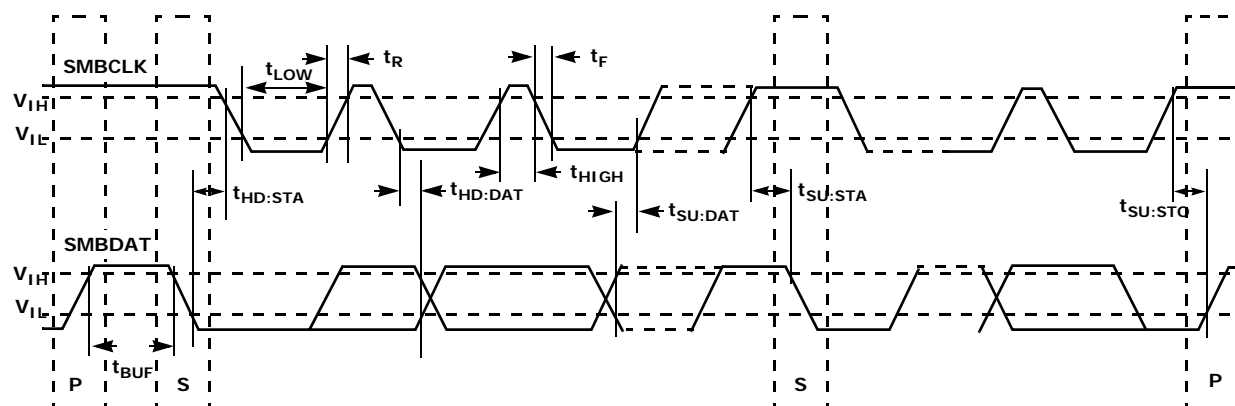 SMBCLK
tLOW
tR
tF
VIH
VIL
tHD:STA
tHD:DAT
tHIGH
tSU:DAT
tSU:STA
tSU:STO
SMBDAT
VIH
VIL
tBUF
P
S
S
P